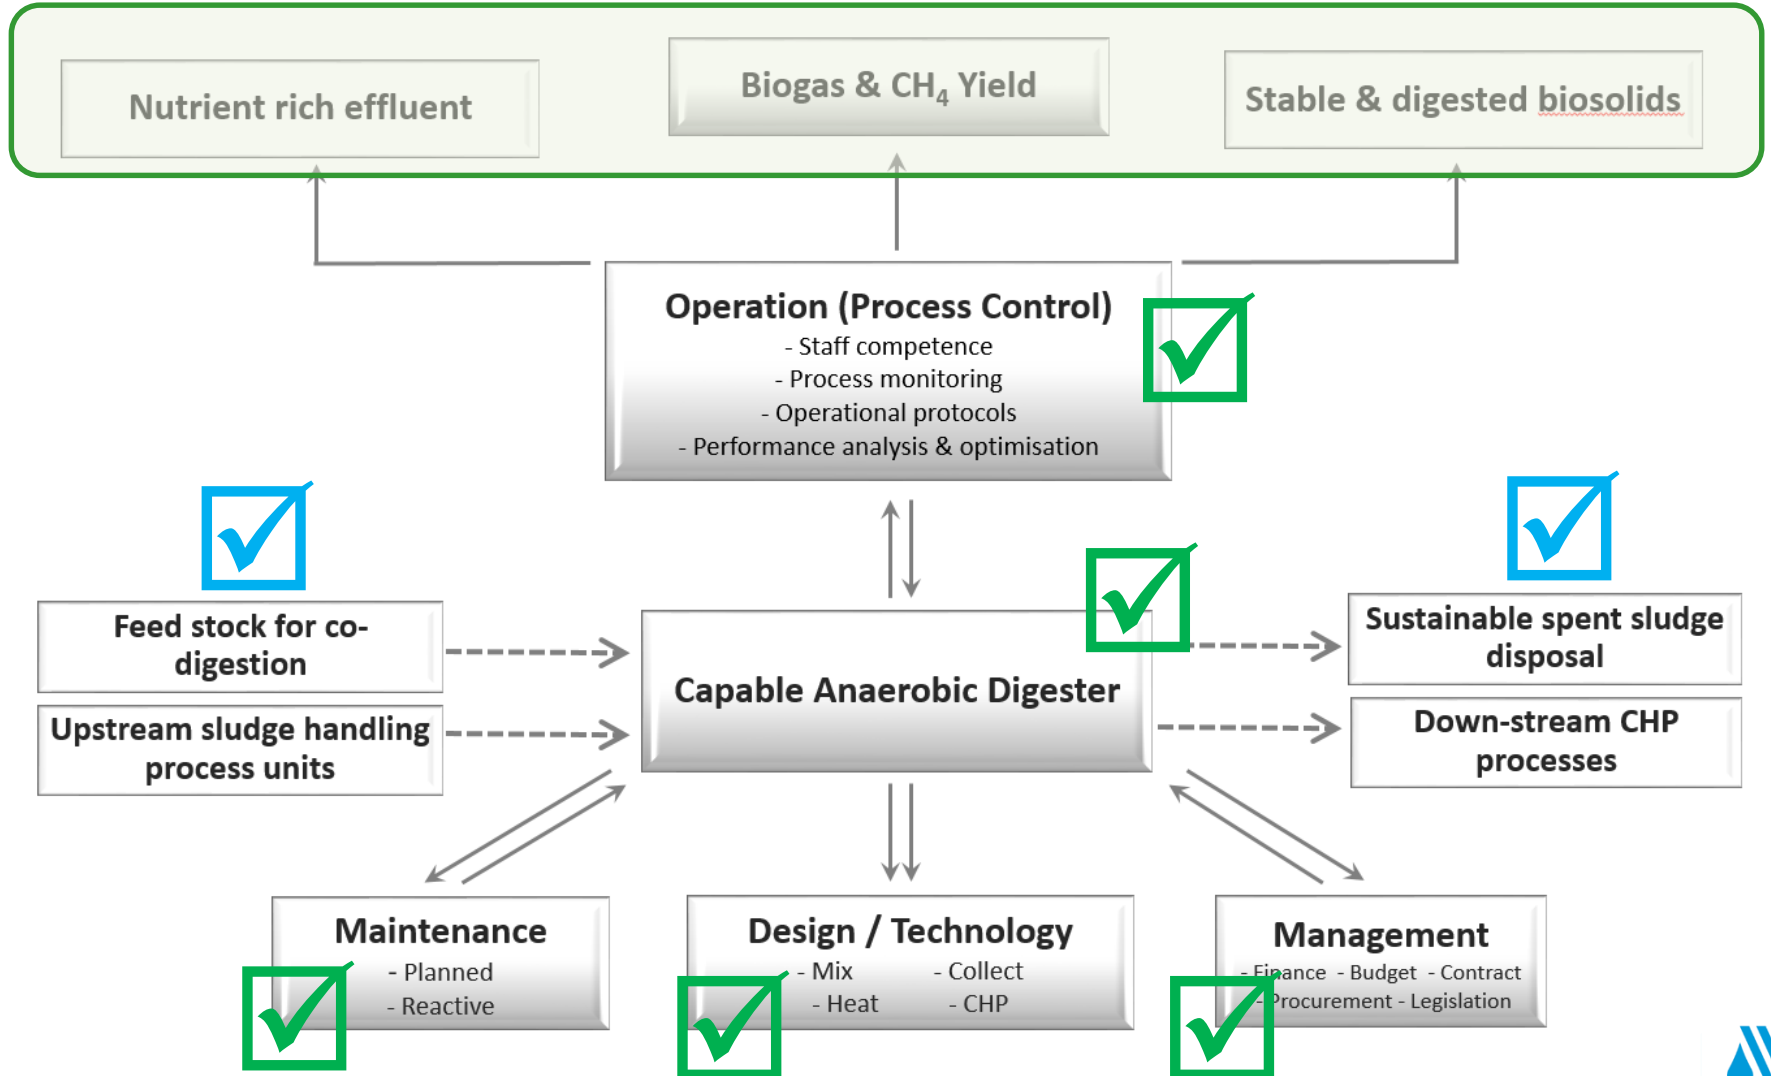 Nutrient rich effluent
Biogas & CH₄ Yield
Stable & digested biosolids
Operation (Process Control)
- Staff competence
- Process monitoring
- Operational protocols
- Performance analysis & optimisation
Feed stock for co-
digestion
Upstream sludge handling
process units
Capable Anaerobic Digester
Sustainable spent sludge
disposal
Down-stream CHP
processes
Maintenance
- Planned
- Reactive
Design / Technology
- Mix - Collect
- Heat - CHP
Management
- Finance - Budget - Contract
- Procurement - Legislation